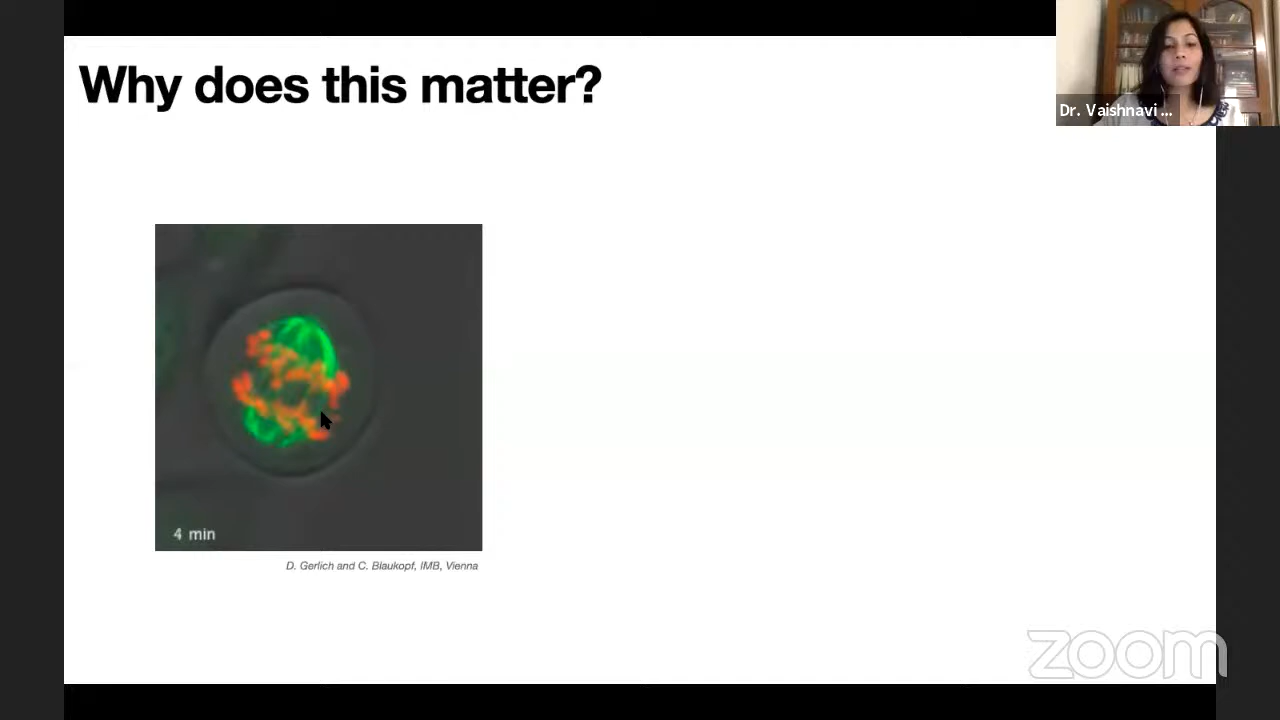 Why does this matter?
Dr. Vaishnavi ...
4 min
D. Gerlich and C. Blaukopf, IMB, Vienna
zoom